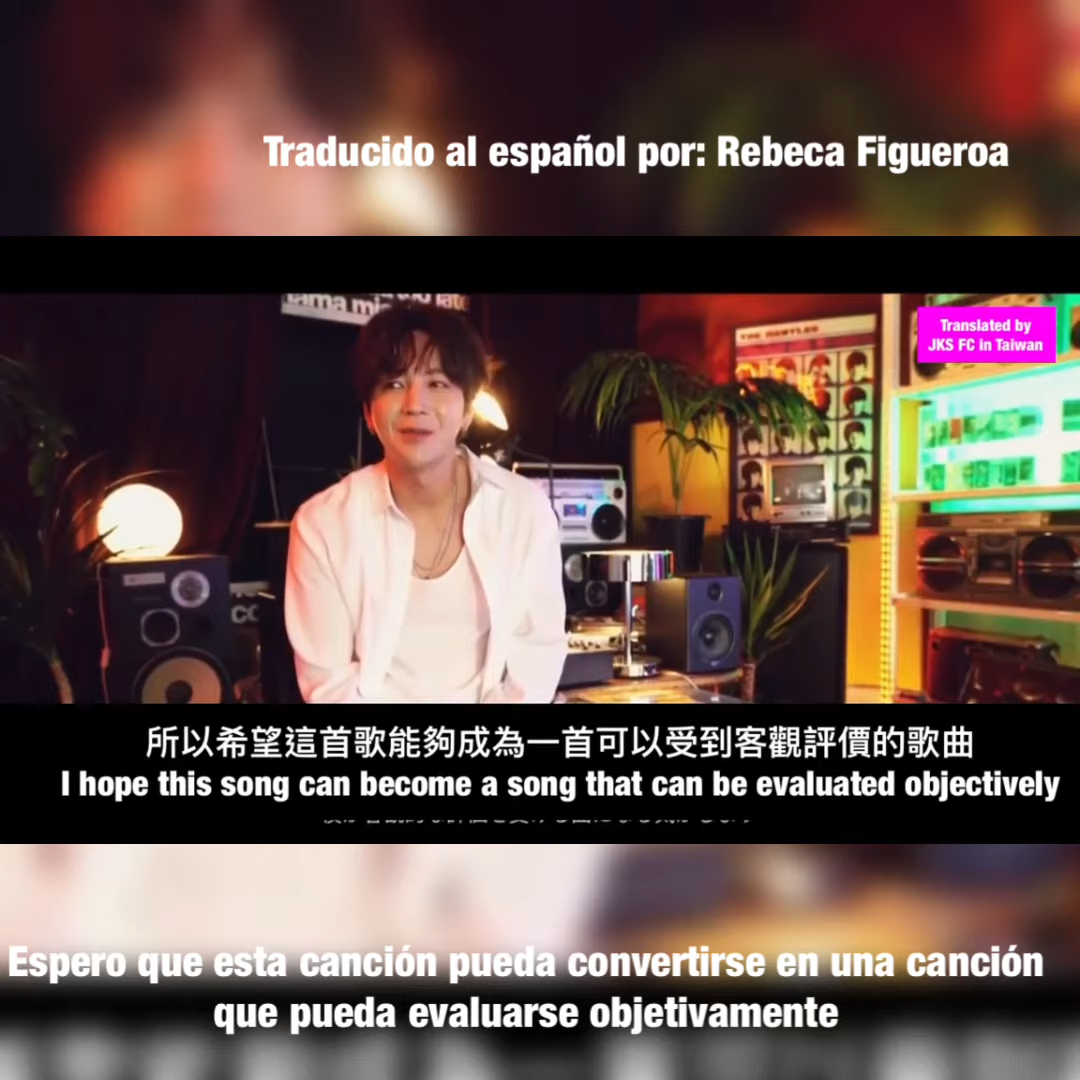 Traducido al español por: Rebeca Figueroa
Translated by
JKS FC in Taiwan
THE BEATLES
所以希望這首歌能夠成為一首可以受到客觀評價的歌曲
I hope this song can become a song that can be evaluated objectively
Espero que esta canción pueda convertirse en una canción
que pueda evaluarse objetivamente